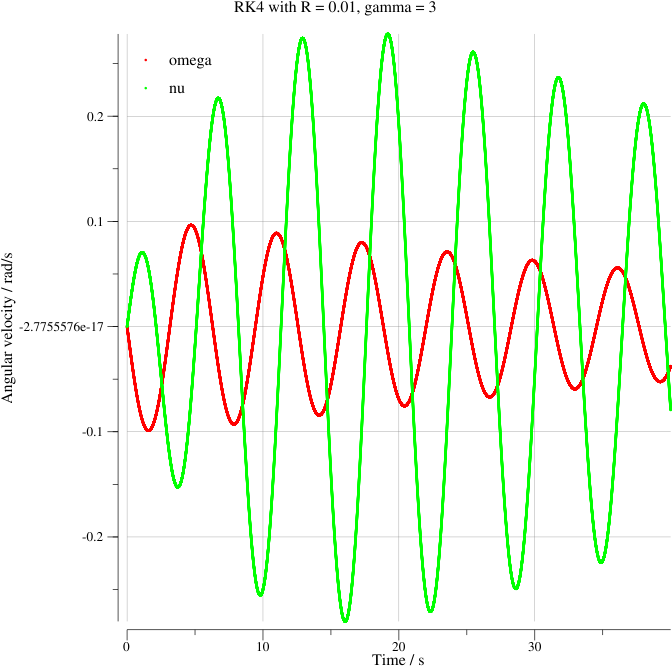 RK4 with R = 0.01, gamma = 3
omega
nu
0.2
0.1
-2.7755576e-17
-0.1
-0.2
Angular velocity / rad/s
0
10
20
30
Time / s